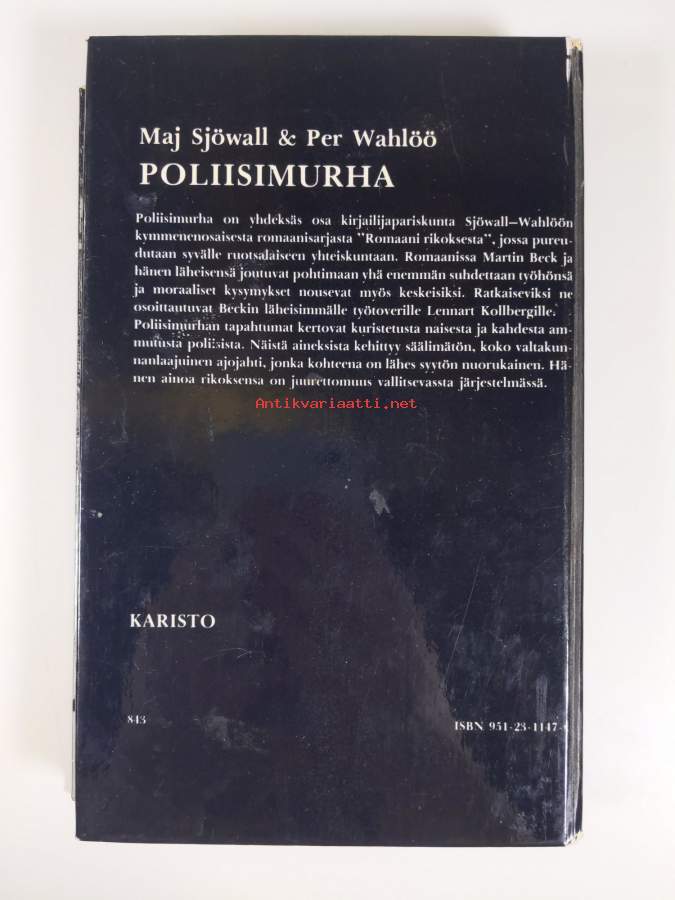 Maj Sjöwall & Per Wahlöö
POLIISIMURHA
Poliisimurha on yhdeksäs osa kirjailijapariskunta Sjöwall–Wahlöön
kymmenenosaisesta romaanisarjasta "Romaani rikoksesta", jossa pureu-
dutaan syvälle ruotsalaiseen yhteiskuntaan. Romaanissa Martin Beck ja
hänen läheisensä joutuvat pohtimaan yhä enemmän suhdettaan työhönsä
ja moraaliset kysymykset nousevat myös keskeisiksi. Ratkaiseviksi ne
osoittautuvat Beckin läheisimmälle työtoverille Lennart Kollbergille.
Poliisimurhan tapahtumat kertovat kuristetusta naisesta ja kahdesta am-
mutusta poliisista. Näistä aineksista kehittyy säälimätön, koko valtakun-
nanlaajuinen ajojahti, jonka kohteena on lähes syytön nuorukainen. Hä-
nen ainoa rikoksensa on juurettomuus vallitsevassa järjestelmässä.
Antikvariaatti.net
KARISTO
843
ISBN 951-23-1147-